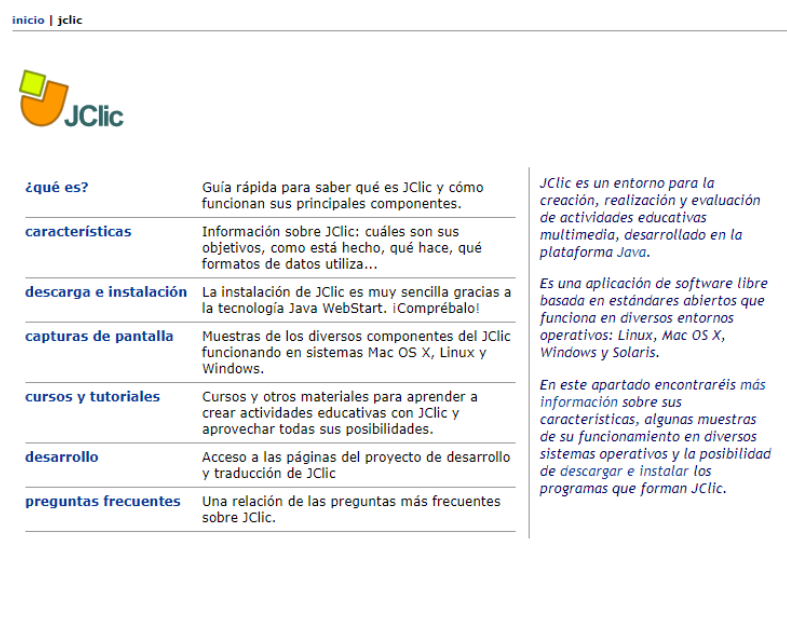 inicio | jclic
JClic
¿qué es?
Guía rápida para saber qué es JClic y cómo
funcionan sus principales componentes.
características
Información sobre JClic: cuáles son sus
objetivos, como está hecho, qué hace, qué
formatos de datos utiliza...
descarga e instalación
La instalación de JClic es muy sencilla gracias a
la tecnología Java WebStart. ¡Comprébalo!
capturas de pantalla
Muestras de los diversos componentes del JClic
funcionando en sistemas Mac OS X, Linux y
Windows.
cursos y tutoriales
Cursos y otros materiales para aprender a
crear actividades educativas con JClic y
aprovechar todas sus posibilidades.
desarrollo
Acceso a las páginas del proyecto de desarrollo
y traducción de JClic
preguntas frecuentes
Una relación de las preguntas más frecuentes
sobre JClic.
JClic es un entorno para la
creación, realización y evaluación
de actividades educativas
multimedia, desarrollado en la
plataforma Java.
Es una aplicación de software libre
basada en estándares abiertos que
funciona en diversos entornos
operativos: Linux, Mac OS X,
Windows y Solaris.
En este apartado encontraréis más
información sobre sus
características, algunas muestras
de su funcionamiento en diversos
sistemas operativos y la posibilidad
de descargar e instalar los
programas que forman JClic.